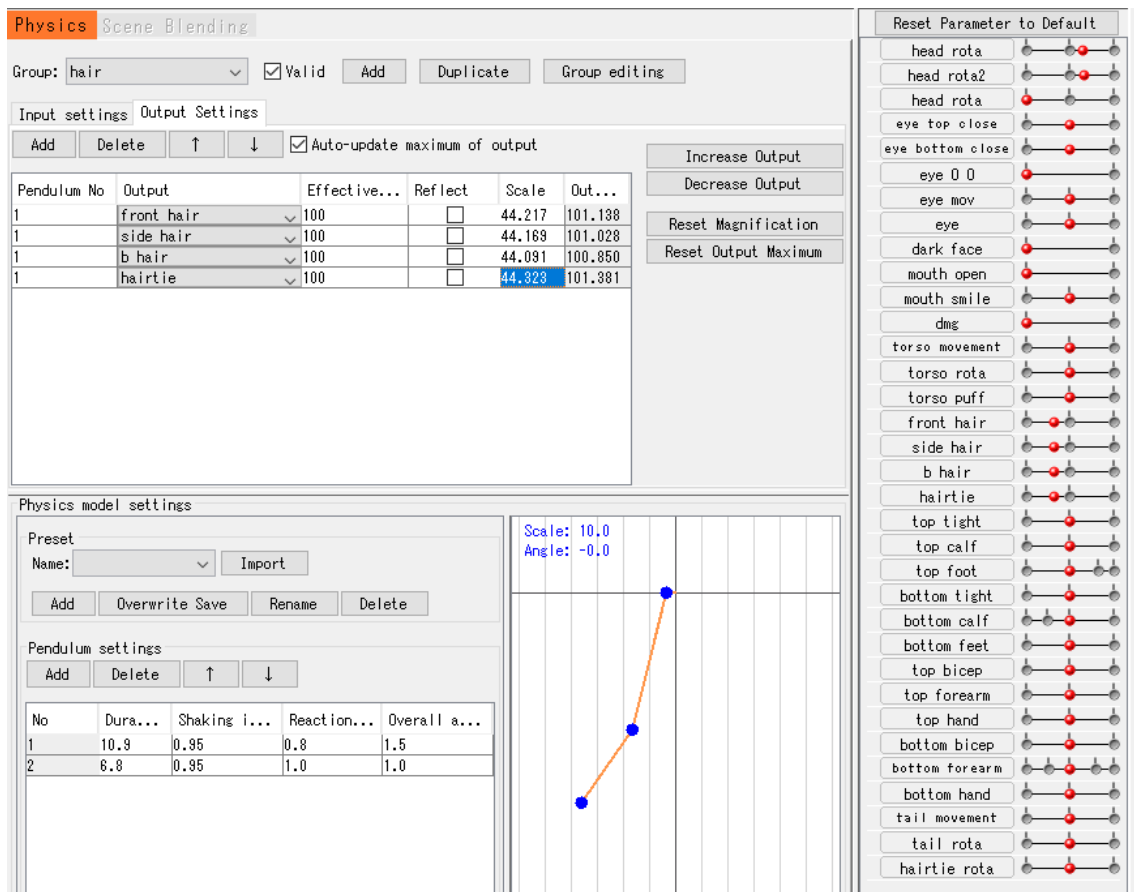 Physics Scene Blending
Group: hair Valid Add Duplicate Group editing
Input settings Output Settings
Add Delete ↑ ↓ Auto-update maximum of output
Increase Output
Decrease Output
Reset Magnification
Reset Output Maximum
Pendulum No Output Effective... Reflect Scale Out...
1 front hair 100 44.217 101.138
1 side hair 100 44.169 101.028
1 b hair 100 44.091 100.850
1 hairtie 100 44.323 101.381
Physics model settings
Preset
Name: Import
Add Overwrite Save Rename Delete
Pendulum settings
Add Delete ↑ ↓
No Dura... Shaking i... Reaction... Overall a...
1 10.9 0.95 0.8 1.5
2 6.8 0.95 1.0 1.0
Scale: 10.0
Angle: -0.0
Reset Parameter to Default
head rota
head rota2
head rota
eye top close
eye bottom close
eye O O
eye mov
eye
dark face
mouth open
mouth smile
dmg
torso movement
torso rota
torso puff
front hair
side hair
b hair
hairtie
top tight
top calf
top foot
bottom tight
bottom calf
bottom feet
top bicep
top forearm
top hand
bottom bicep
bottom forearm
bottom hand
tail movement
tail rota
hairtie rota